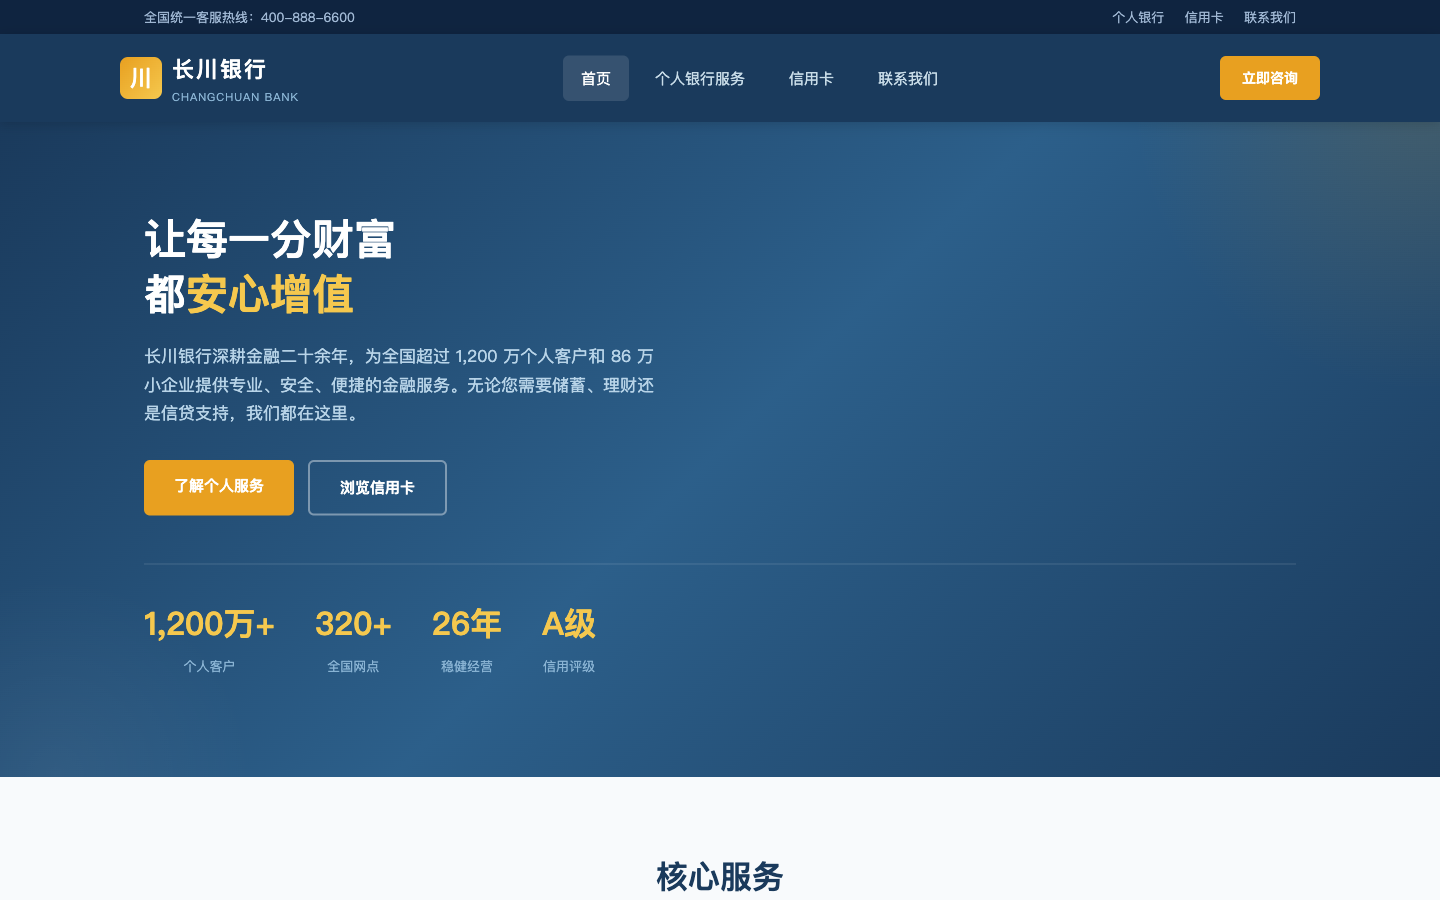 全国统一客服热线：400-888-6600
个人银行 信用卡 联系我们
川
长川银行
CHANGCHUAN BANK
首页 个人银行服务 信用卡 联系我们
立即咨询
让每一分财富
都安心增值
长川银行深耕金融二十余年，为全国超过 1,200 万个人客户和 86 万
小企业提供专业、安全、便捷的金融服务。无论您需要储蓄、理财还
是信贷支持，我们都在这里。
了解个人服务 浏览信用卡
1,200万+ 320+ 26年 A级
个人客户 全国网点 稳健经营 信用评级
核心服务